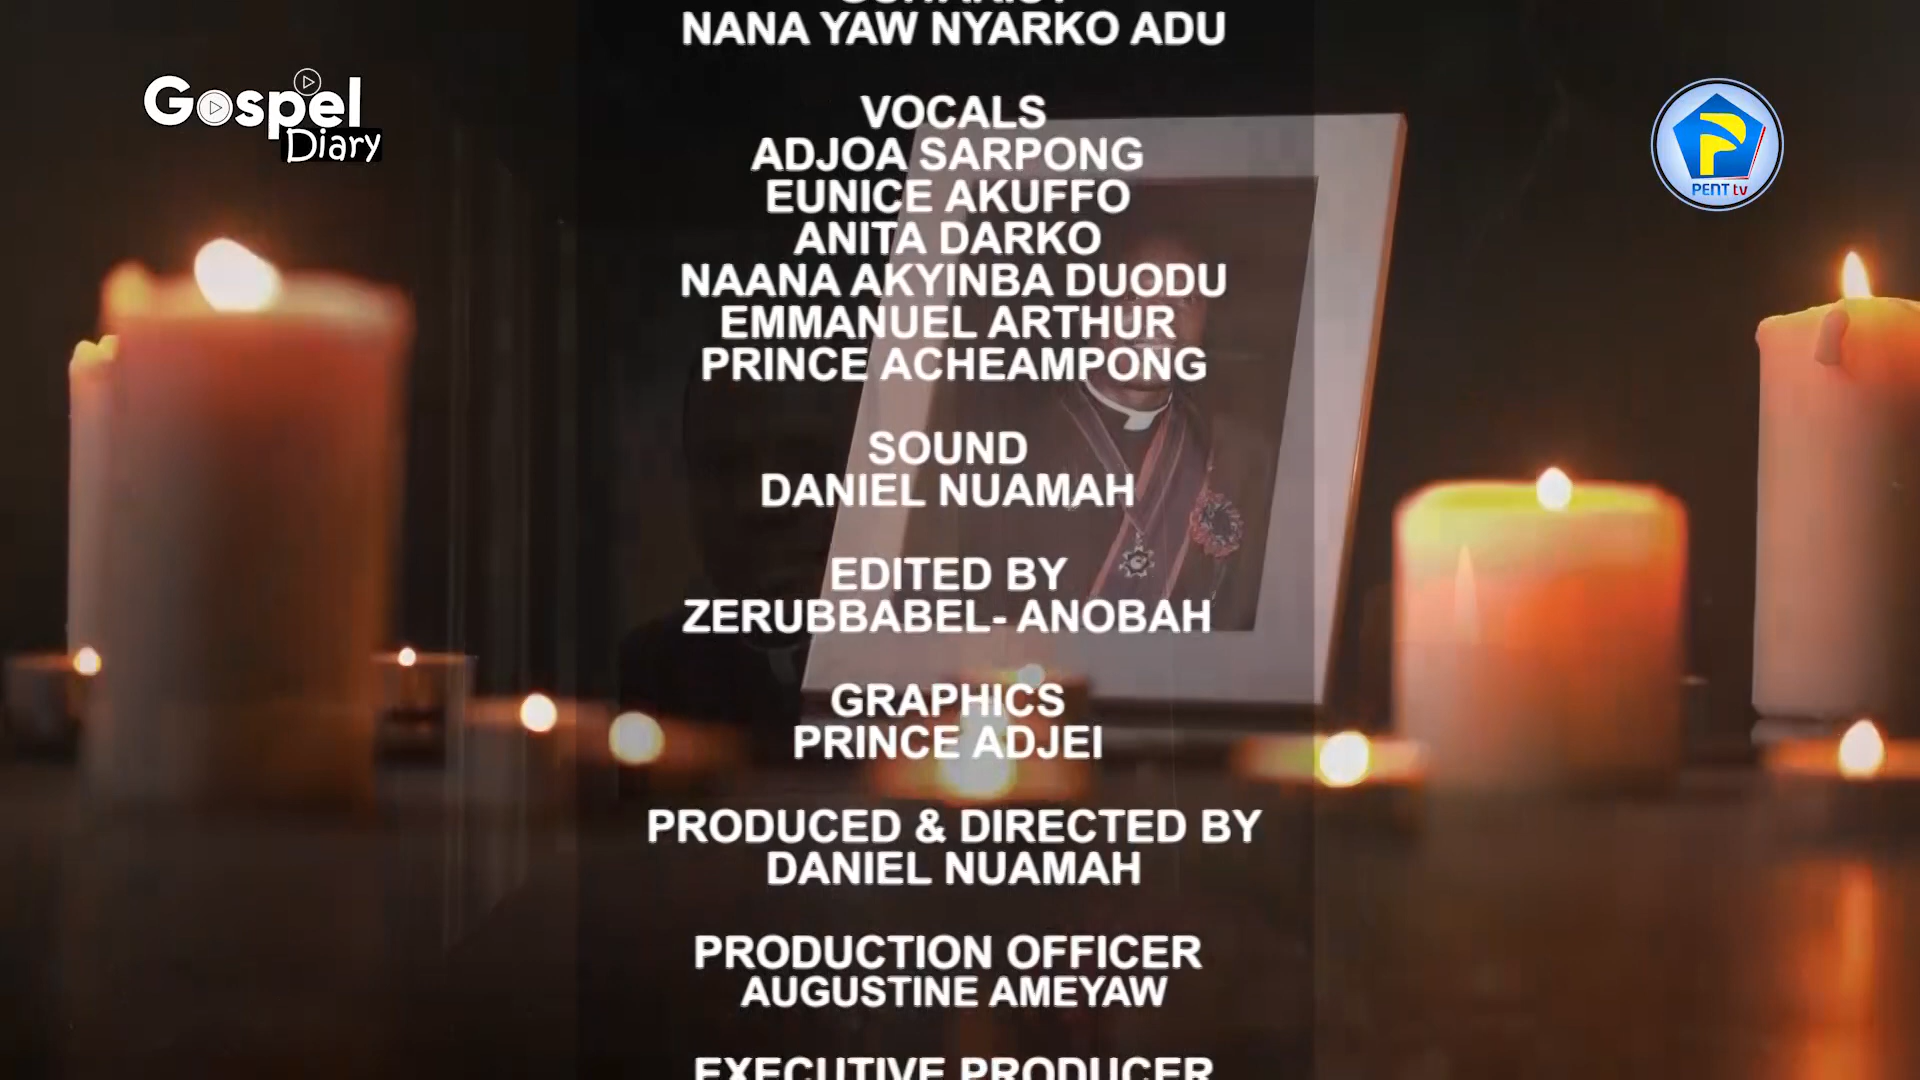 NANA YAW NYARKO ADU
Gospel
Diary
PENT tv
VOCALS
ADJOA SARPONG
EUNICE AKUFFO
ANITA DARKO
NAANA AKYINBA DUODU
EMMANUEL ARTHUR
PRINCE ACHEAMPONG
SOUND
DANIEL NUAMAH
EDITED BY
ZERUBBABEL- ANOBAH
GRAPHICS
PRINCE ADJEI
PRODUCED & DIRECTED BY
DANIEL NUAMAH
PRODUCTION OFFICER
AUGUSTINE AMEYAW
EXECUTIVE PRODUCER